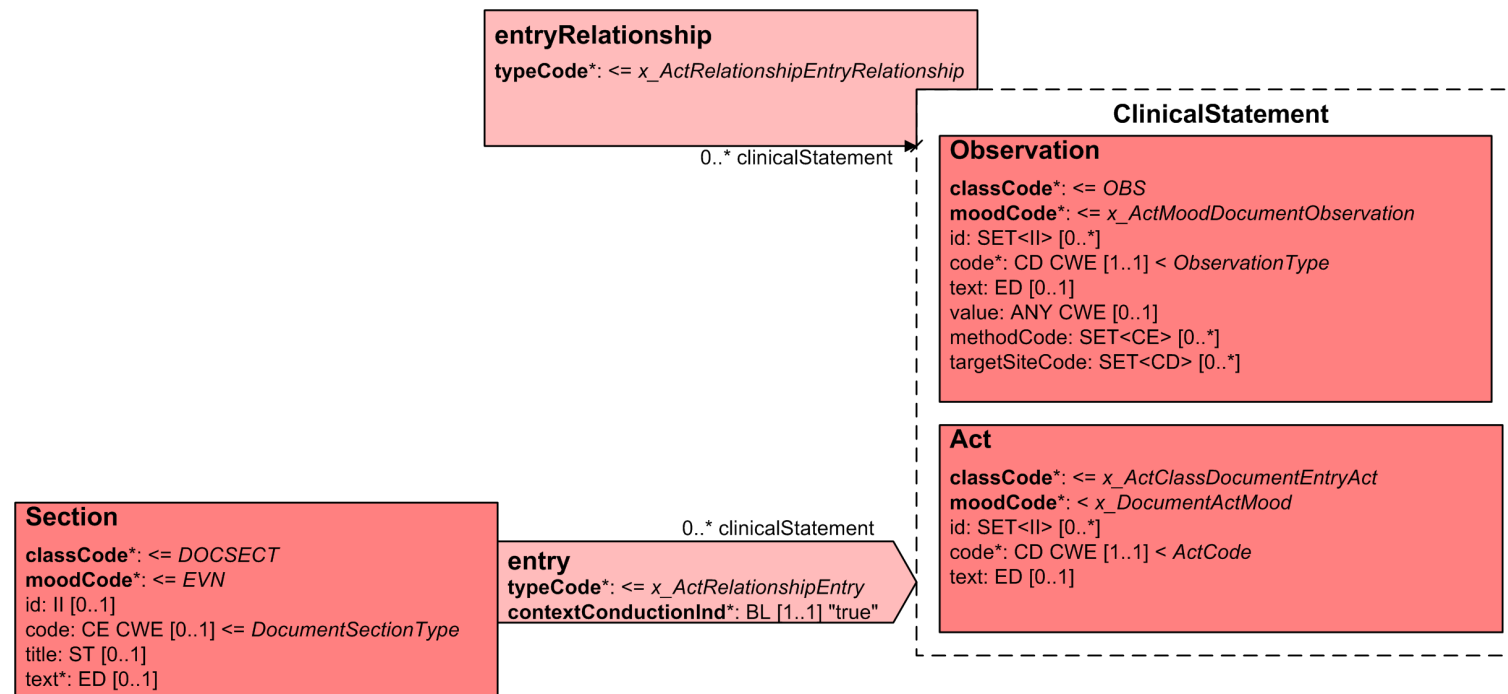 entryRelationship
typeCode*: <= x_ActRelationshipEntryRelationship
0..* clinicalStatement
ClinicalStatement
Observation
classCode*: <= OBS
moodCode*: <= x_ActMoodDocumentObservation
id: SET<II> [0..*]
code*: CD CWE [1..1] < ObservationType
text: ED [0..1]
value: ANY CWE [0..1]
methodCode: SET<CE> [0..*]
targetSiteCode: SET<CD> [0..*]
Act
classCode*: <= x_ActClassDocumentEntryAct
moodCode*: < x_DocumentActMood
id: SET<II> [0..*]
code*: CD CWE [1..1] < ActCode
text: ED [0..1]
Section
classCode*: <= DOCSECT
moodCode*: <= EVN
id: II [0..1]
code: CE CWE [0..1] <= DocumentSectionType
title: ST [0..1]
text*: ED [0..1]
0..* clinicalStatement
entry
typeCode*: <= x_ActRelationshipEntry
contextConductionInd*: BL [1..1] "true"